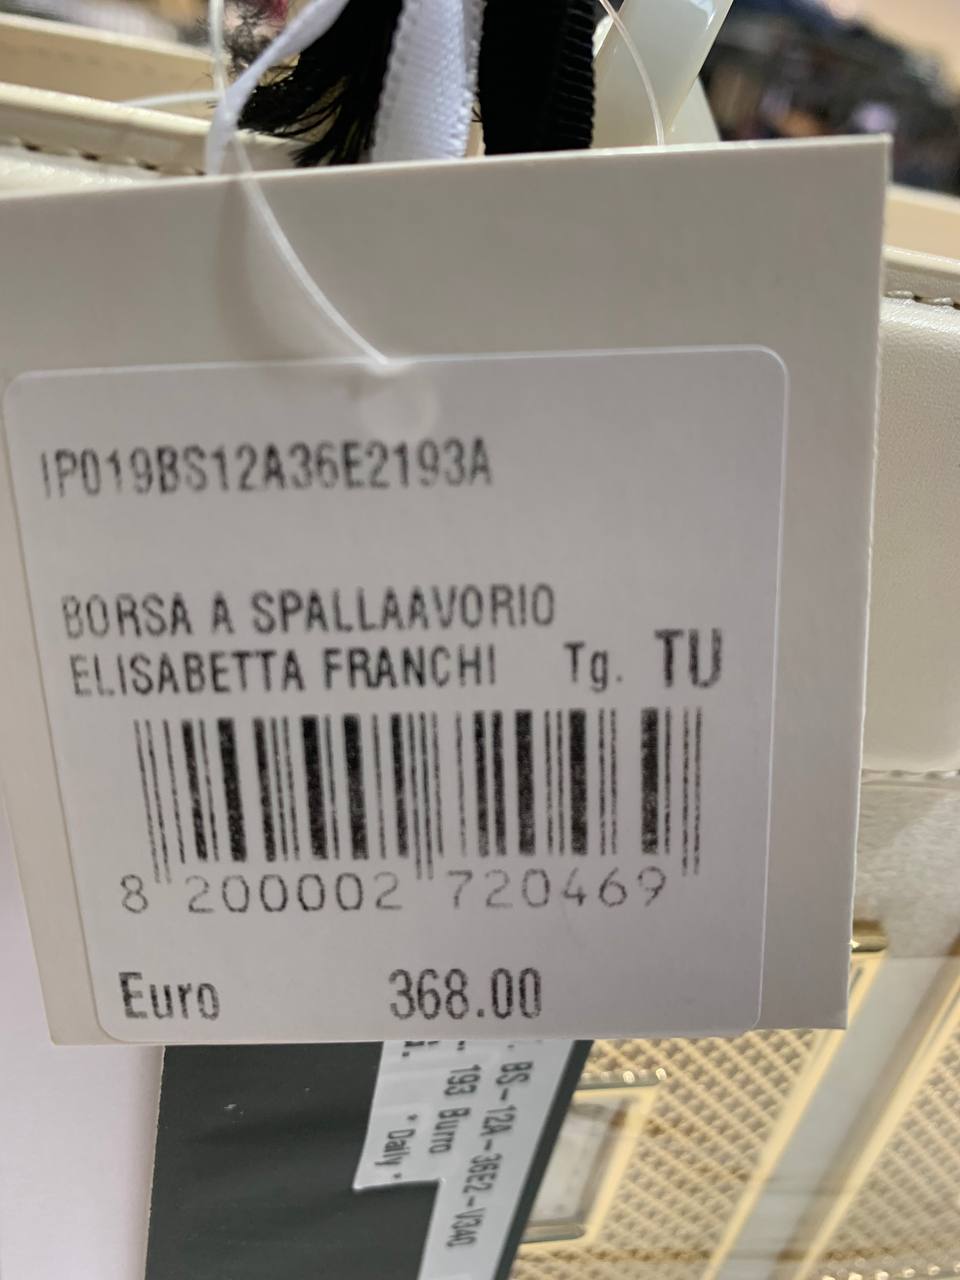 IP019BS12A36E2193A
BORSA A SPALLAAVORIO
ELISABETTA FRANCHI Tg. TU
8 200002 720469
Euro 368.00
BS-12A-36E2-V340
193 Burro
*Daily*